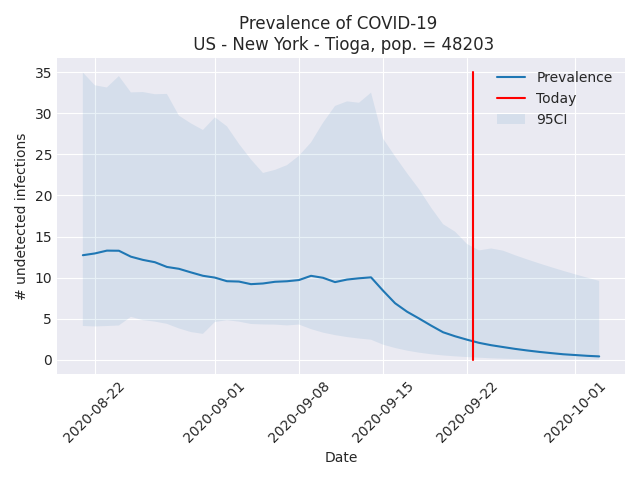 Prevalence of COVID-19
US - New York - Tioga, pop. = 48203
# undetected infections
35
30
25
20
15
10
5
0
Prevalence
Today
95CI
2020-08-22
2020-09-01
2020-09-08
2020-09-15
2020-09-22
2020-10-01
Date